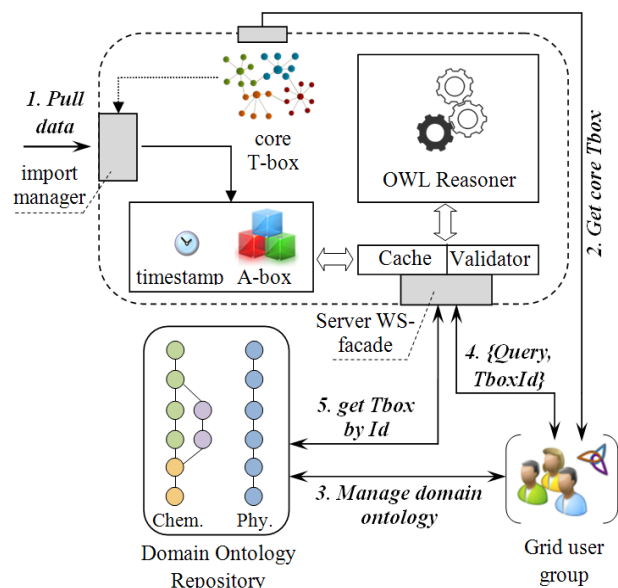 1. Pull
data
import
manager
core
T-box
OWL Reasoner
2. Get core Tbox
timestamp
A-box
Cache
Validator
Server WS-
facade
4. {Query,
TboxId}
5. get Tbox
by Id
3. Manage domain
ontology
Chem.
Phy.
Domain Ontology
Repository
Grid user
group